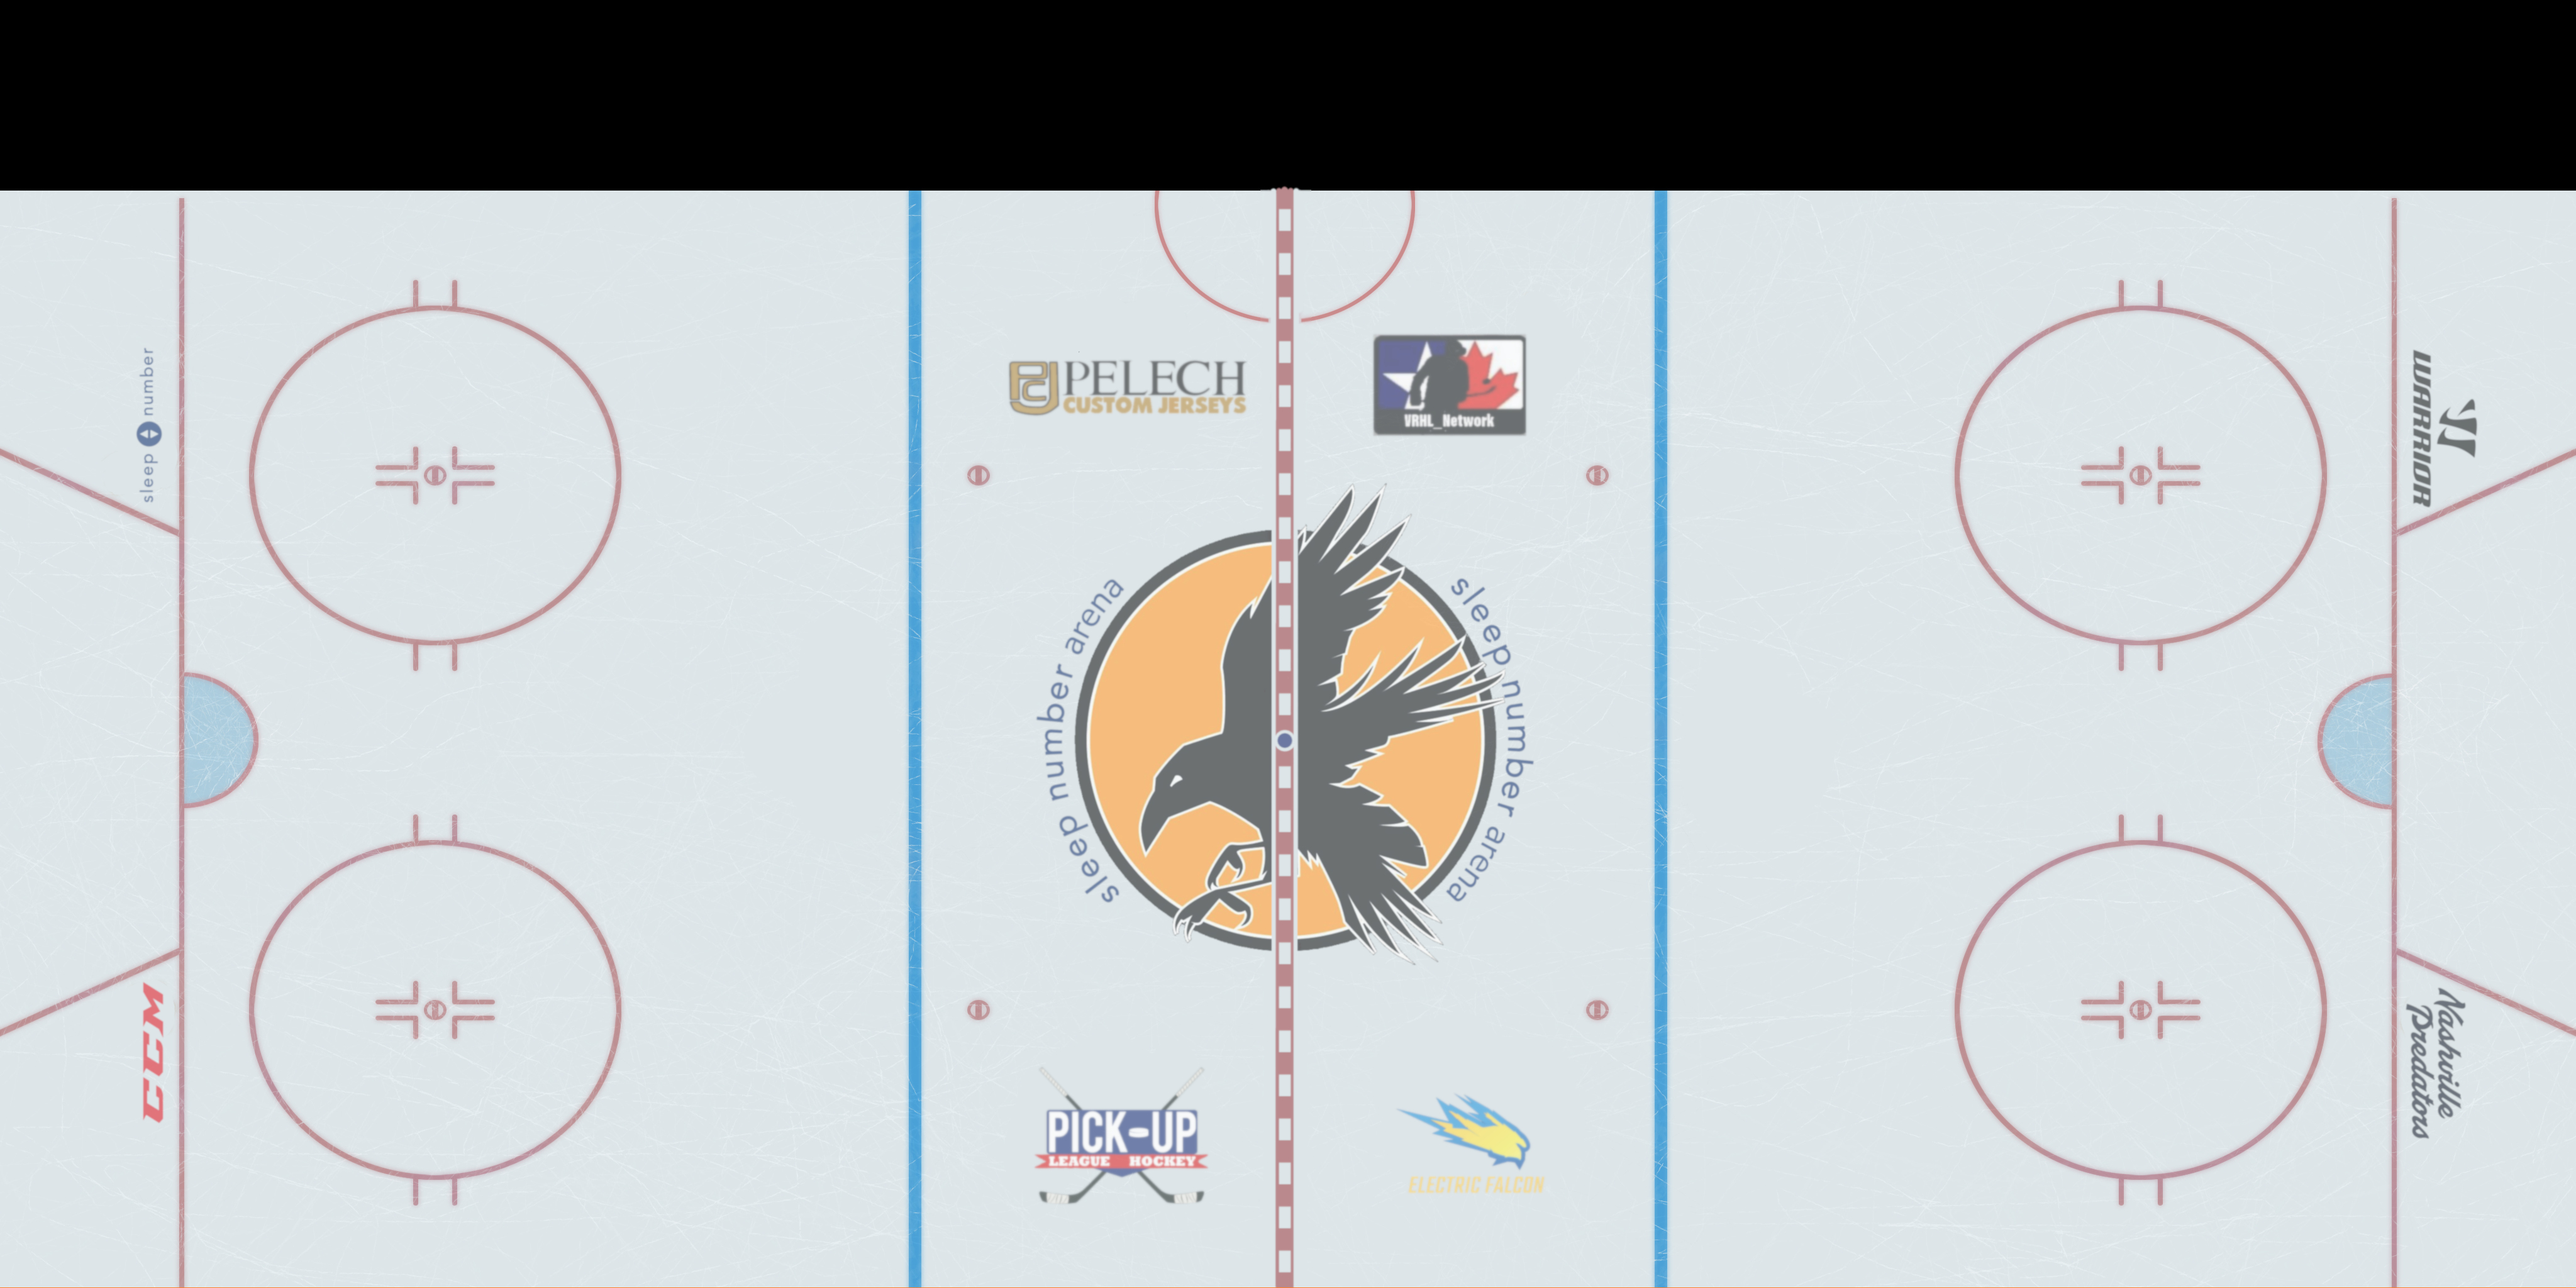 PELECH
CUSTOM JERSEYS
VRHL_Network
sleep number
WARRIOR
sleep number arena
sleep number arena
CCM
Nashville
Predators
PICK-UP
LEAGUE HOCKEY
ELECTRIC FALCON